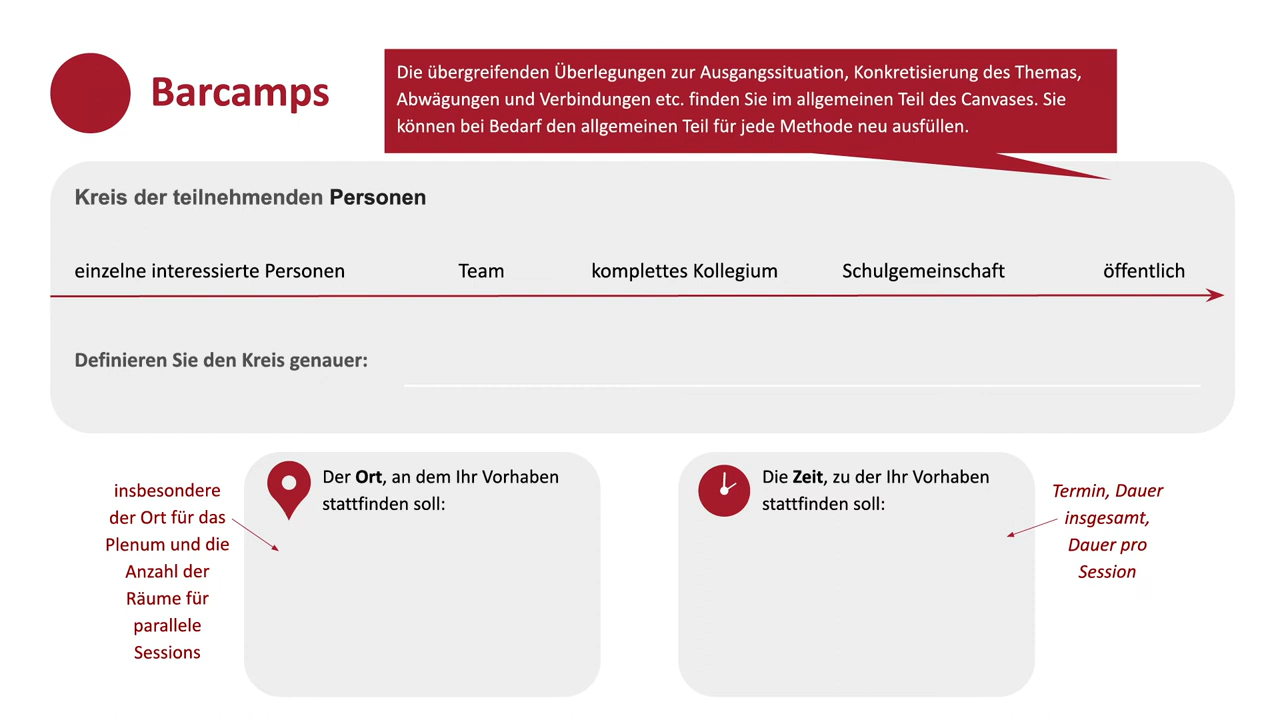 Barcamps
Die übergreifenden Überlegungen zur Ausgangssituation, Konkretisierung des Themas,
Abwägungen und Verbindungen etc. finden Sie im allgemeinen Teil des Canvases. Sie
können bei Bedarf den allgemeinen Teil für jede Methode neu ausfüllen.
Kreis der teilnehmenden Personen
einzelne interessierte Personen Team komplettes Kollegium Schulgemeinschaft öffentlich
Definieren Sie den Kreis genauer:
insbesondere
der Ort für das
Plenum und die
Anzahl der
Räume für
parallele
Sessions
Der Ort, an dem Ihr Vorhaben
stattfinden soll:
Die Zeit, zu der Ihr Vorhaben
stattfinden soll:
Termin, Dauer
insgesamt,
Dauer pro
Session